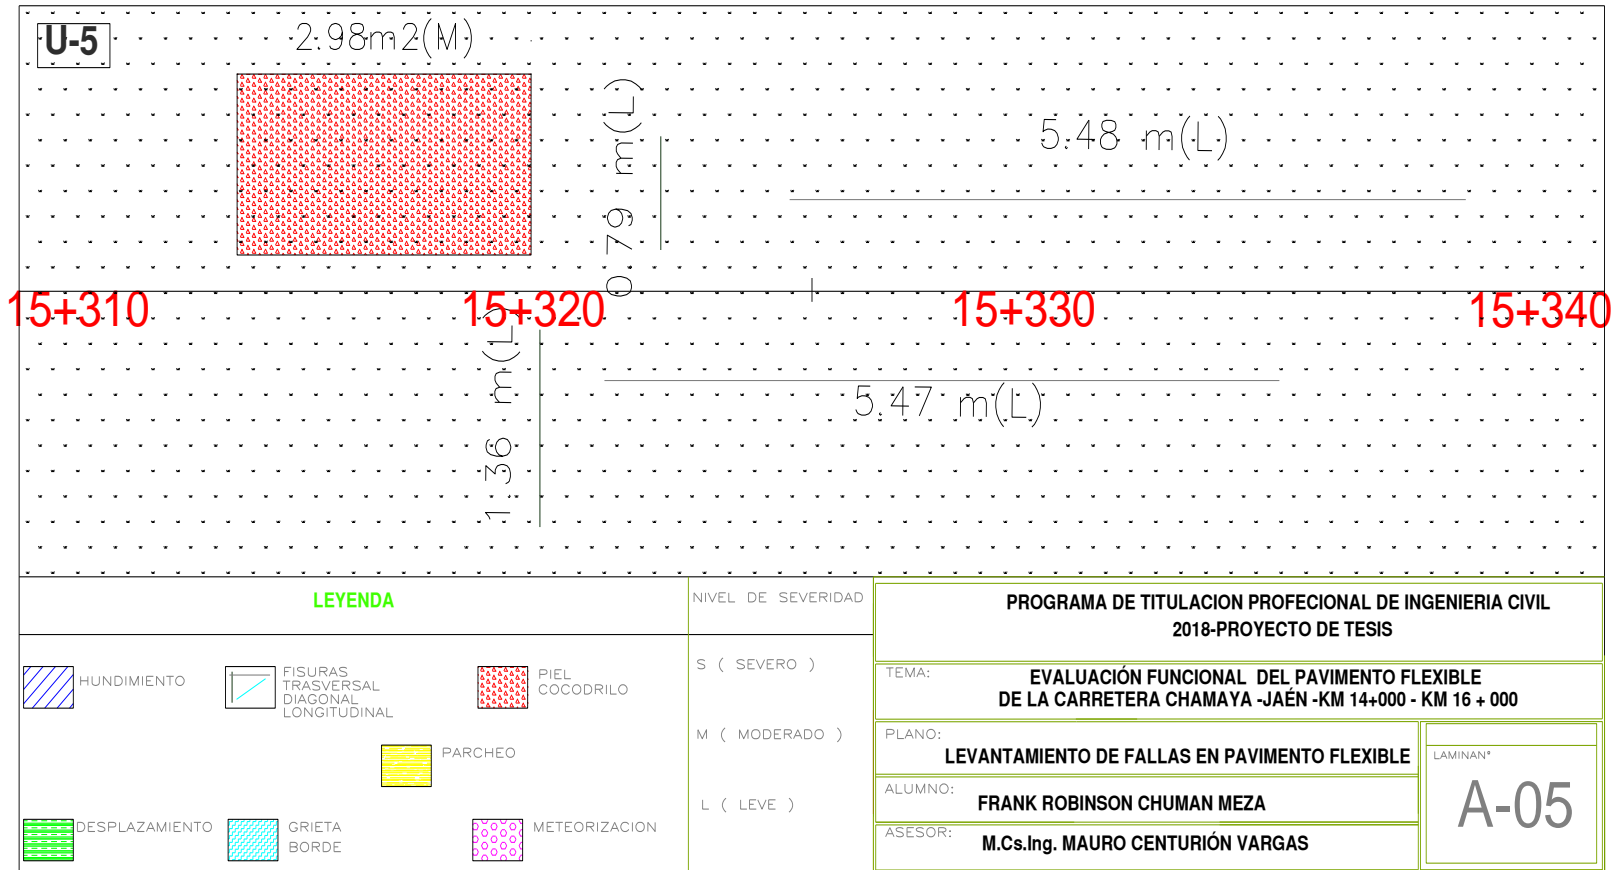 U-5
2.98m2(M)
0.79 m(L)
5.48 m(L)
15+310
15+320
15+330
15+340
1.36 m(L)
5.47 m(L)
LEYENDA
HUNDIMIENTO
FISURAS
TRASVERSAL
DIAGONAL
LONGITUDINAL
PIEL
COCODRILO
PARCHEO
DESPLAZAMIENTO
GRIETA
BORDE
METEORIZACION
NIVEL DE SEVERIDAD
S ( SEVERO )
M ( MODERADO )
L ( LEVE )
PROGRAMA DE TITULACION PROFECIONAL DE INGENIERIA CIVIL
2018-PROYECTO DE TESIS
TEMA:
EVALUACIÓN FUNCIONAL DEL PAVIMENTO FLEXIBLE
DE LA CARRETERA CHAMAYA -JAÉN -KM 14+000 - KM 16 + 000
PLANO:
LEVANTAMIENTO DE FALLAS EN PAVIMENTO FLEXIBLE
ALUMNO:
FRANK ROBINSON CHUMAN MEZA
ASESOR:
M.Cs.Ing. MAURO CENTURIÓN VARGAS
LAMINAN°
A-05